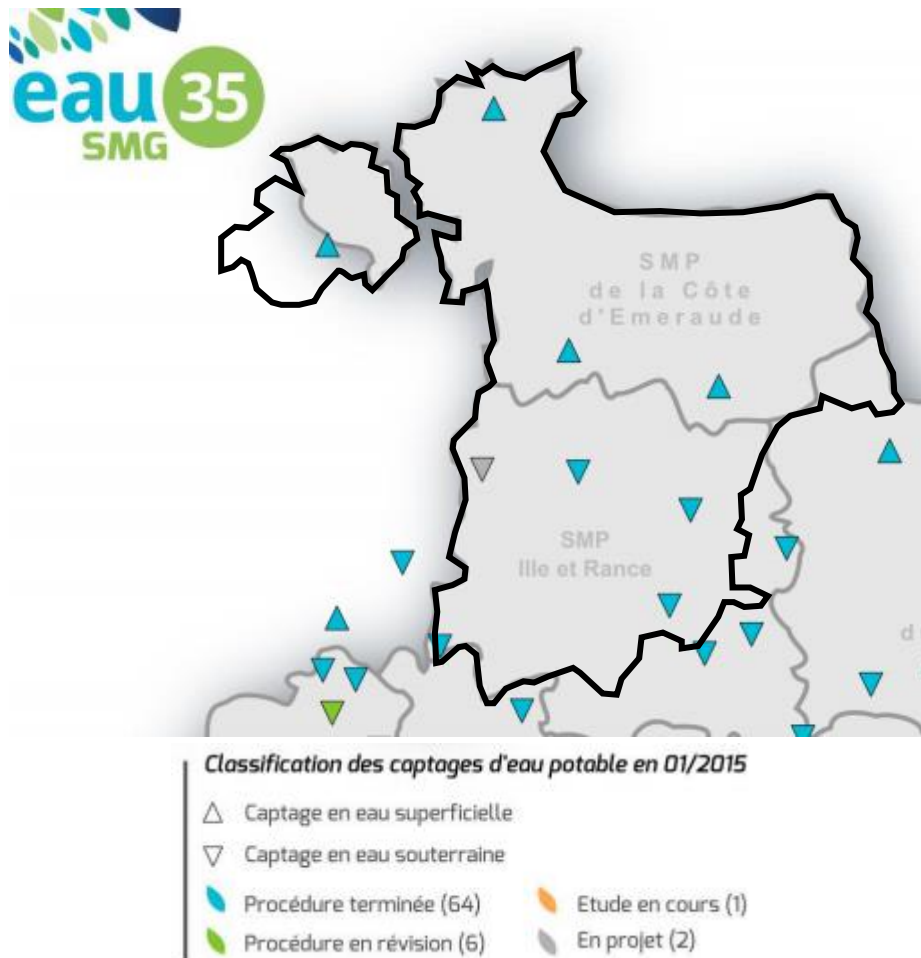 eau 35
SMG
SMP
de la Côte
d'Emeraude
SMP
Ille et Rance
d
Classification des captages d'eau potable en 01/2015
Captage en eau superficielle
Captage en eau souterraine
Procédure terminée (64)
Etude en cours (1)
Procédure en révision (6)
En projet (2)